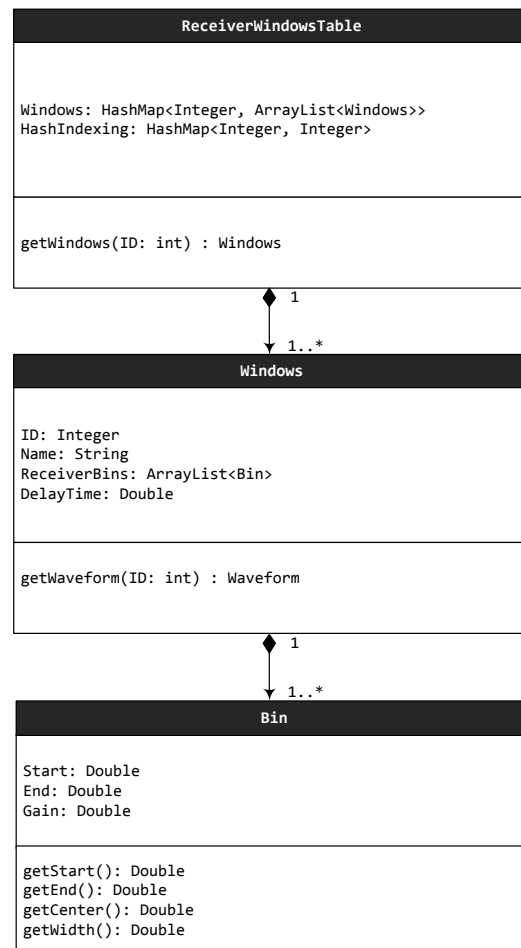 ReceiverWindowsTable
Windows: HashMap<Integer, ArrayList<Windows>>
HashIndexing: HashMap<Integer, Integer>
getWindows(ID: int) : Windows
1
1..*
Windows
ID: Integer
Name: String
ReceiverBins: ArrayList<Bin>
DelayTime: Double
getWaveform(ID: int) : Waveform
1
1..*
Bin
Start: Double
End: Double
Gain: Double
getStart(): Double
getEnd(): Double
getCenter(): Double
getWidth(): Double